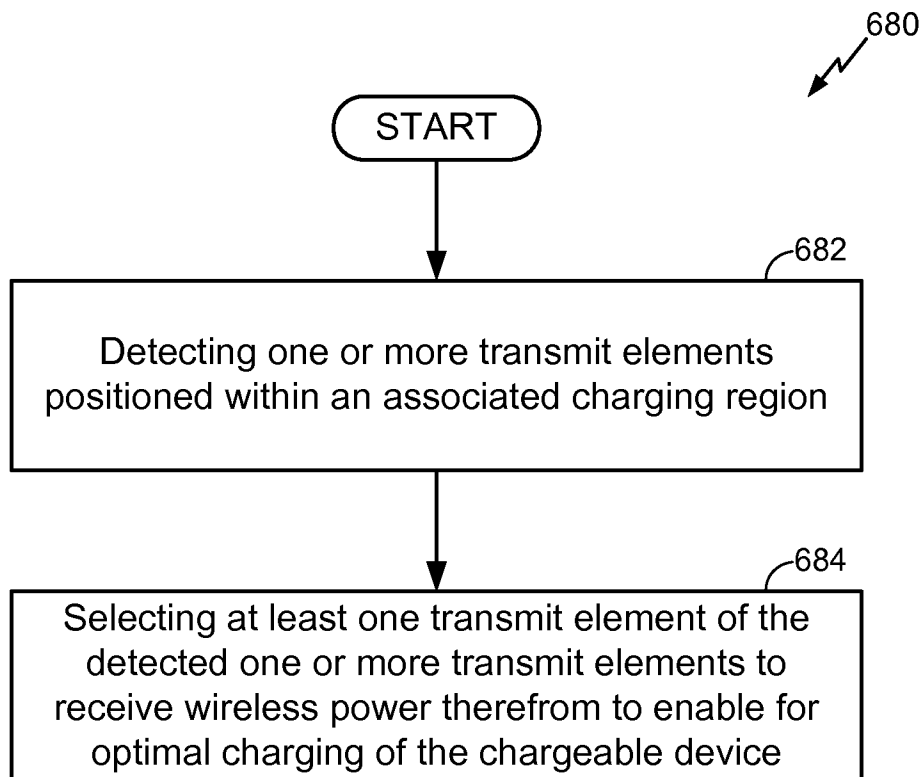 680
START
682
Detecting one or more transmit elements
positioned within an associated charging region
684
Selecting at least one transmit element of the
detected one or more transmit elements to
receive wireless power therefrom to enable for
optimal charging of the chargeable device